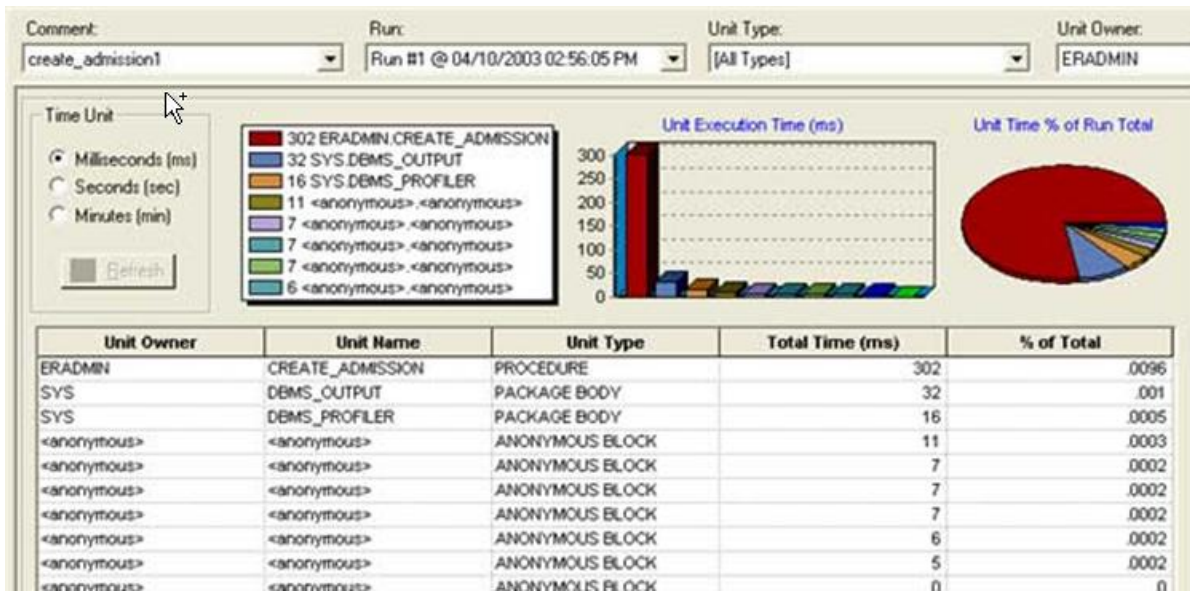 Comment: Run: Unit Type: Unit Owner:
create_admission1 Run #1 @ 04/10/2003 02:56:05 PM [All Types] ERADMIN
Time Unit
Milliseconds (ms)
Seconds (sec)
Minutes (min)
Refresh
302 ERADMIN.CREATE_ADMISSION
32 SYS.DBMS_OUTPUT
16 SYS.DBMS_PROFILER
11 <anonymous>.<anonymous>
7 <anonymous>.<anonymous>
7 <anonymous>.<anonymous>
7 <anonymous>.<anonymous>
6 <anonymous>.<anonymous>
Unit Execution Time (ms)
300
250
200
150
100
50
0
Unit Time % of Run Total
Unit Owner Unit Name Unit Type Total Time (ms) % of Total
ERADMIN CREATE_ADMISSION PROCEDURE 302 .0096
SYS DBMS_OUTPUT PACKAGE BODY 32 .001
SYS DBMS_PROFILER PACKAGE BODY 16 .0005
<anonymous> <anonymous> ANONYMOUS BLOCK 11 .0003
<anonymous> <anonymous> ANONYMOUS BLOCK 7 .0002
<anonymous> <anonymous> ANONYMOUS BLOCK 7 .0002
<anonymous> <anonymous> ANONYMOUS BLOCK 7 .0002
<anonymous> <anonymous> ANONYMOUS BLOCK 6 .0002
<anonymous> <anonymous> ANONYMOUS BLOCK 5 .0002
<anonymous> <anonymous> ANONYMOUS BLOCK 0 0